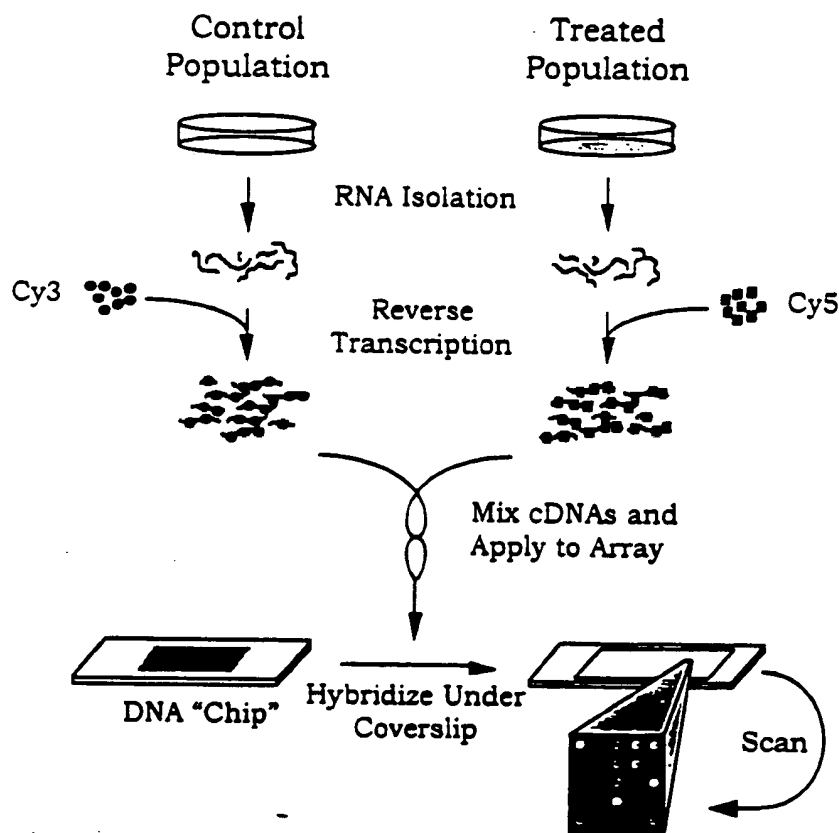 Control
Population
Treated
Population
RNA Isolation
Cy3
Reverse
Transcription
Cy5
Mix cDNAs and
Apply to Array
DNA "Chip"
Hybridize Under
Coverslip
Scan